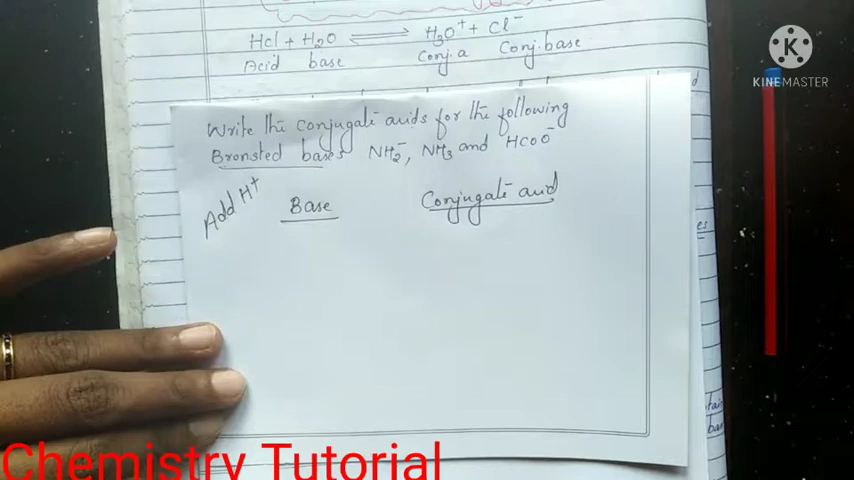 HCl + H₂O ⇌ H₃O⁺ + Cl⁻
Acid base Conj.a Conj.base
Write the conjugate acids for the following
Bronsted bases NH₂⁻, NH₃ and HCOO⁻
Add H⁺
Base Conjugate acid
K
KINEMASTER
Chemistry Tutorial